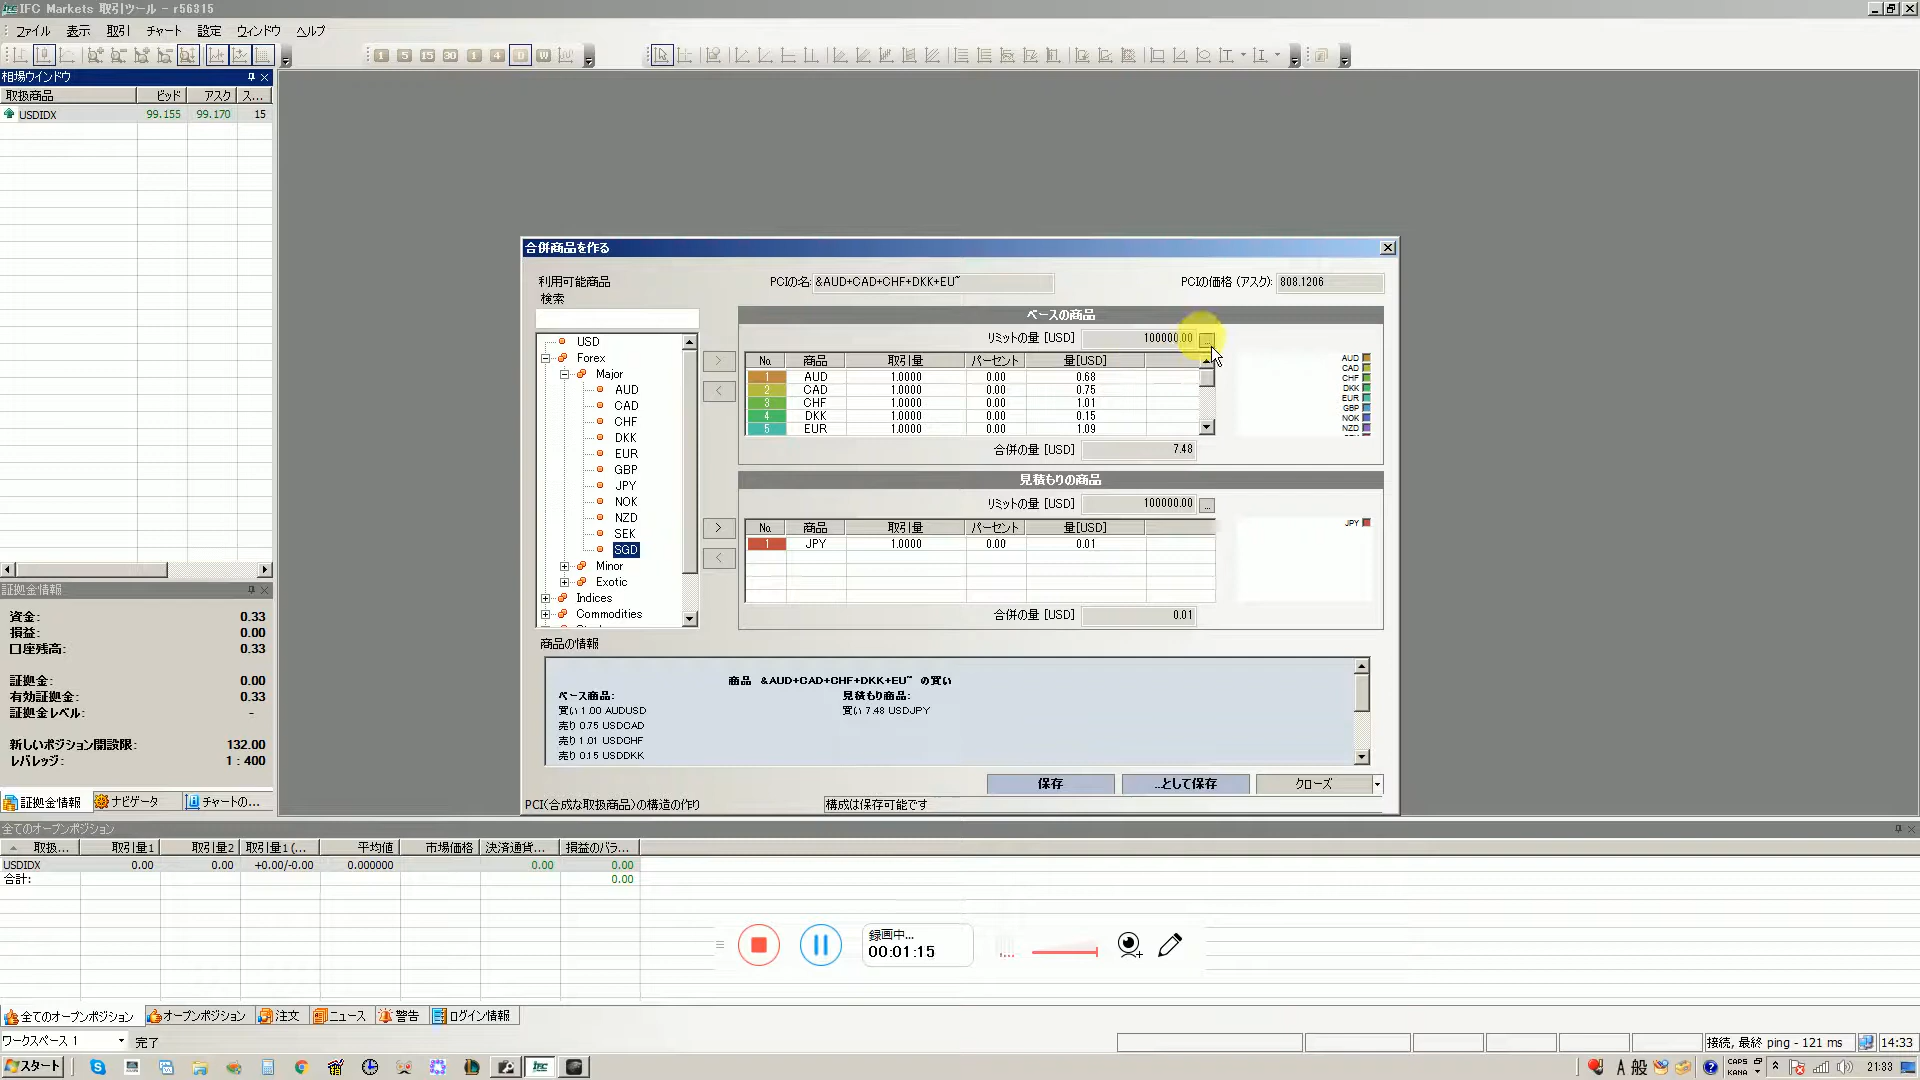 IFC Markets 取引ツール - r56315
ファイル 表示 取引 チャート 設定 ウィンドウ ヘルプ
1 5 15 30 1 4 D W
相場ウインドウ
取扱商品 ビッド アスク ス...
USDIDX 99.155 99.170 15
合併商品を作る
利用可能商品
検索
PCIの名: &AUD+CAD+CHF+DKK+EU~
PCIの価格 (アスク): 808.1206
USD
Forex
Major
AUD
CAD
CHF
DKK
EUR
GBP
JPY
NOK
NZD
SEK
SGD
Minor
Exotic
Indices
Commodities
ベースの商品
リミットの量 [USD] 100000.00 ...
No. 商品 取引量 パーセント 量[USD]
1 AUD 1.0000 0.00 0.68
2 CAD 1.0000 0.00 0.75
3 CHF 1.0000 0.00 1.01
4 DKK 1.0000 0.00 0.15
5 EUR 1.0000 0.00 1.09
合併の量 [USD] 7.48
AUD
CAD
CHF
DKK
EUR
GBP
NOK
NZD
見積もりの商品
リミットの量 [USD] 100000.00 ...
No. 商品 取引量 パーセント 量[USD]
1 JPY 1.0000 0.00 0.01
合併の量 [USD] 0.01
JPY
商品の情報
商品 &AUD+CAD+CHF+DKK+EU~ の買い
ベース商品: 見積もり商品:
買い 1.00 AUDUSD 買い 7.48 USDJPY
売り 0.75 USDCAD
売り 1.01 USDCHF
売り 0.15 USDDKK
保存 ...として保存 クローズ
PCI(合成な取扱商品)の構造の作り 構成は保存可能です
証拠金情報
資金: 0.33
損益: 0.00
口座残高: 0.33
証拠金: 0.00
有効証拠金: 0.33
証拠金レベル: -
新しいポジション開設限: 132.00
レバレッジ: 1 : 400
証拠金情報 ナビゲータ チャートの...
全てのオープンポジション
取扱... 取引量1 取引量2 取引量1 (... 平均値 市場価格 決済通貨... 損益のバラ...
USDIDX 0.00 0.00 +0.00/-0.00 0.000000 0.00 0.00
合計: 0.00
録画中...
00:01:15
全てのオープンポジション オープンポジション 注文 ニュース 警告 ログイン情報
ワークスペース 1 完了
接続, 最終 ping - 121 ms 14:33
スタート
A 般 CAPS KANA 21:33